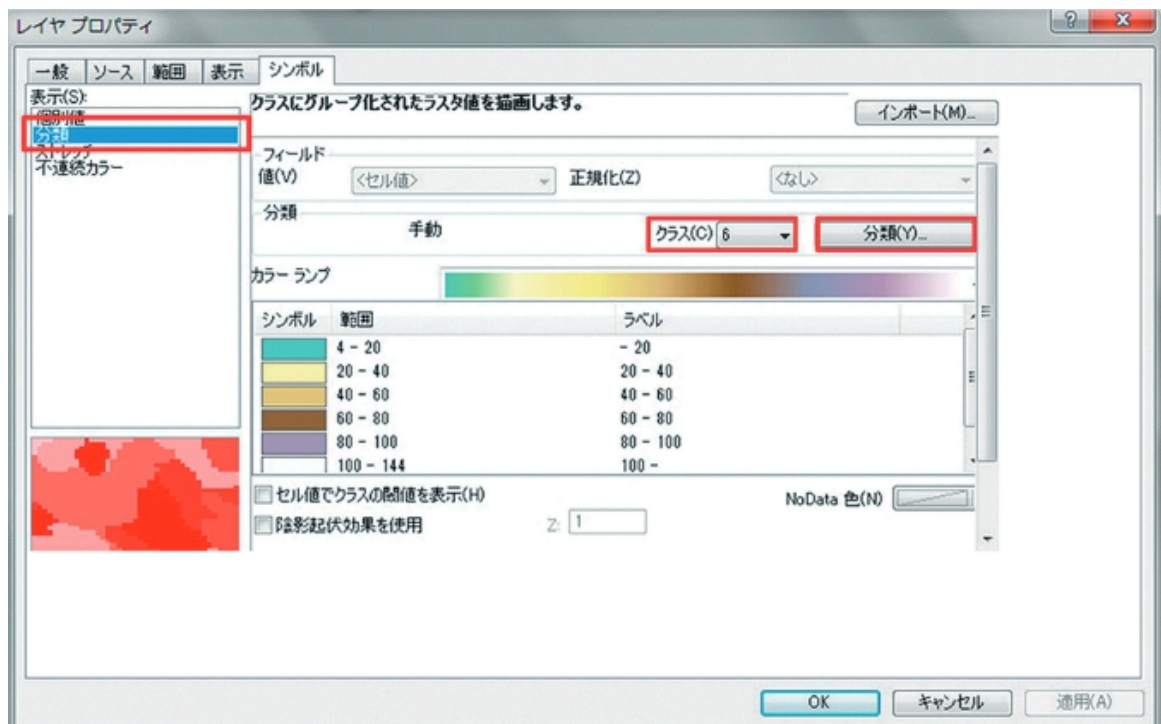 レイヤ プロパティ
一般 ソース 範囲 表示 シンボル
表示(S):
個別値
分類
ストレッチ
不連続カラー
クラスにグループ化されたラスタ値を描画します。
インポート(M)...
フィールド
値(V) <セル値> 正規化(Z) <なし>
分類
手動 クラス(C) 6 分類(Y)...
カラー ランプ
シンボル 範囲 ラベル
4 - 20 - 20
20 - 40 20 - 40
40 - 60 40 - 60
60 - 80 60 - 80
80 - 100 80 - 100
100 - 144 100 -
セル値でクラスの閾値を表示(H) NoData 色(N)
陰影起伏効果を使用 Z: 1
OK キャンセル 適用(A)